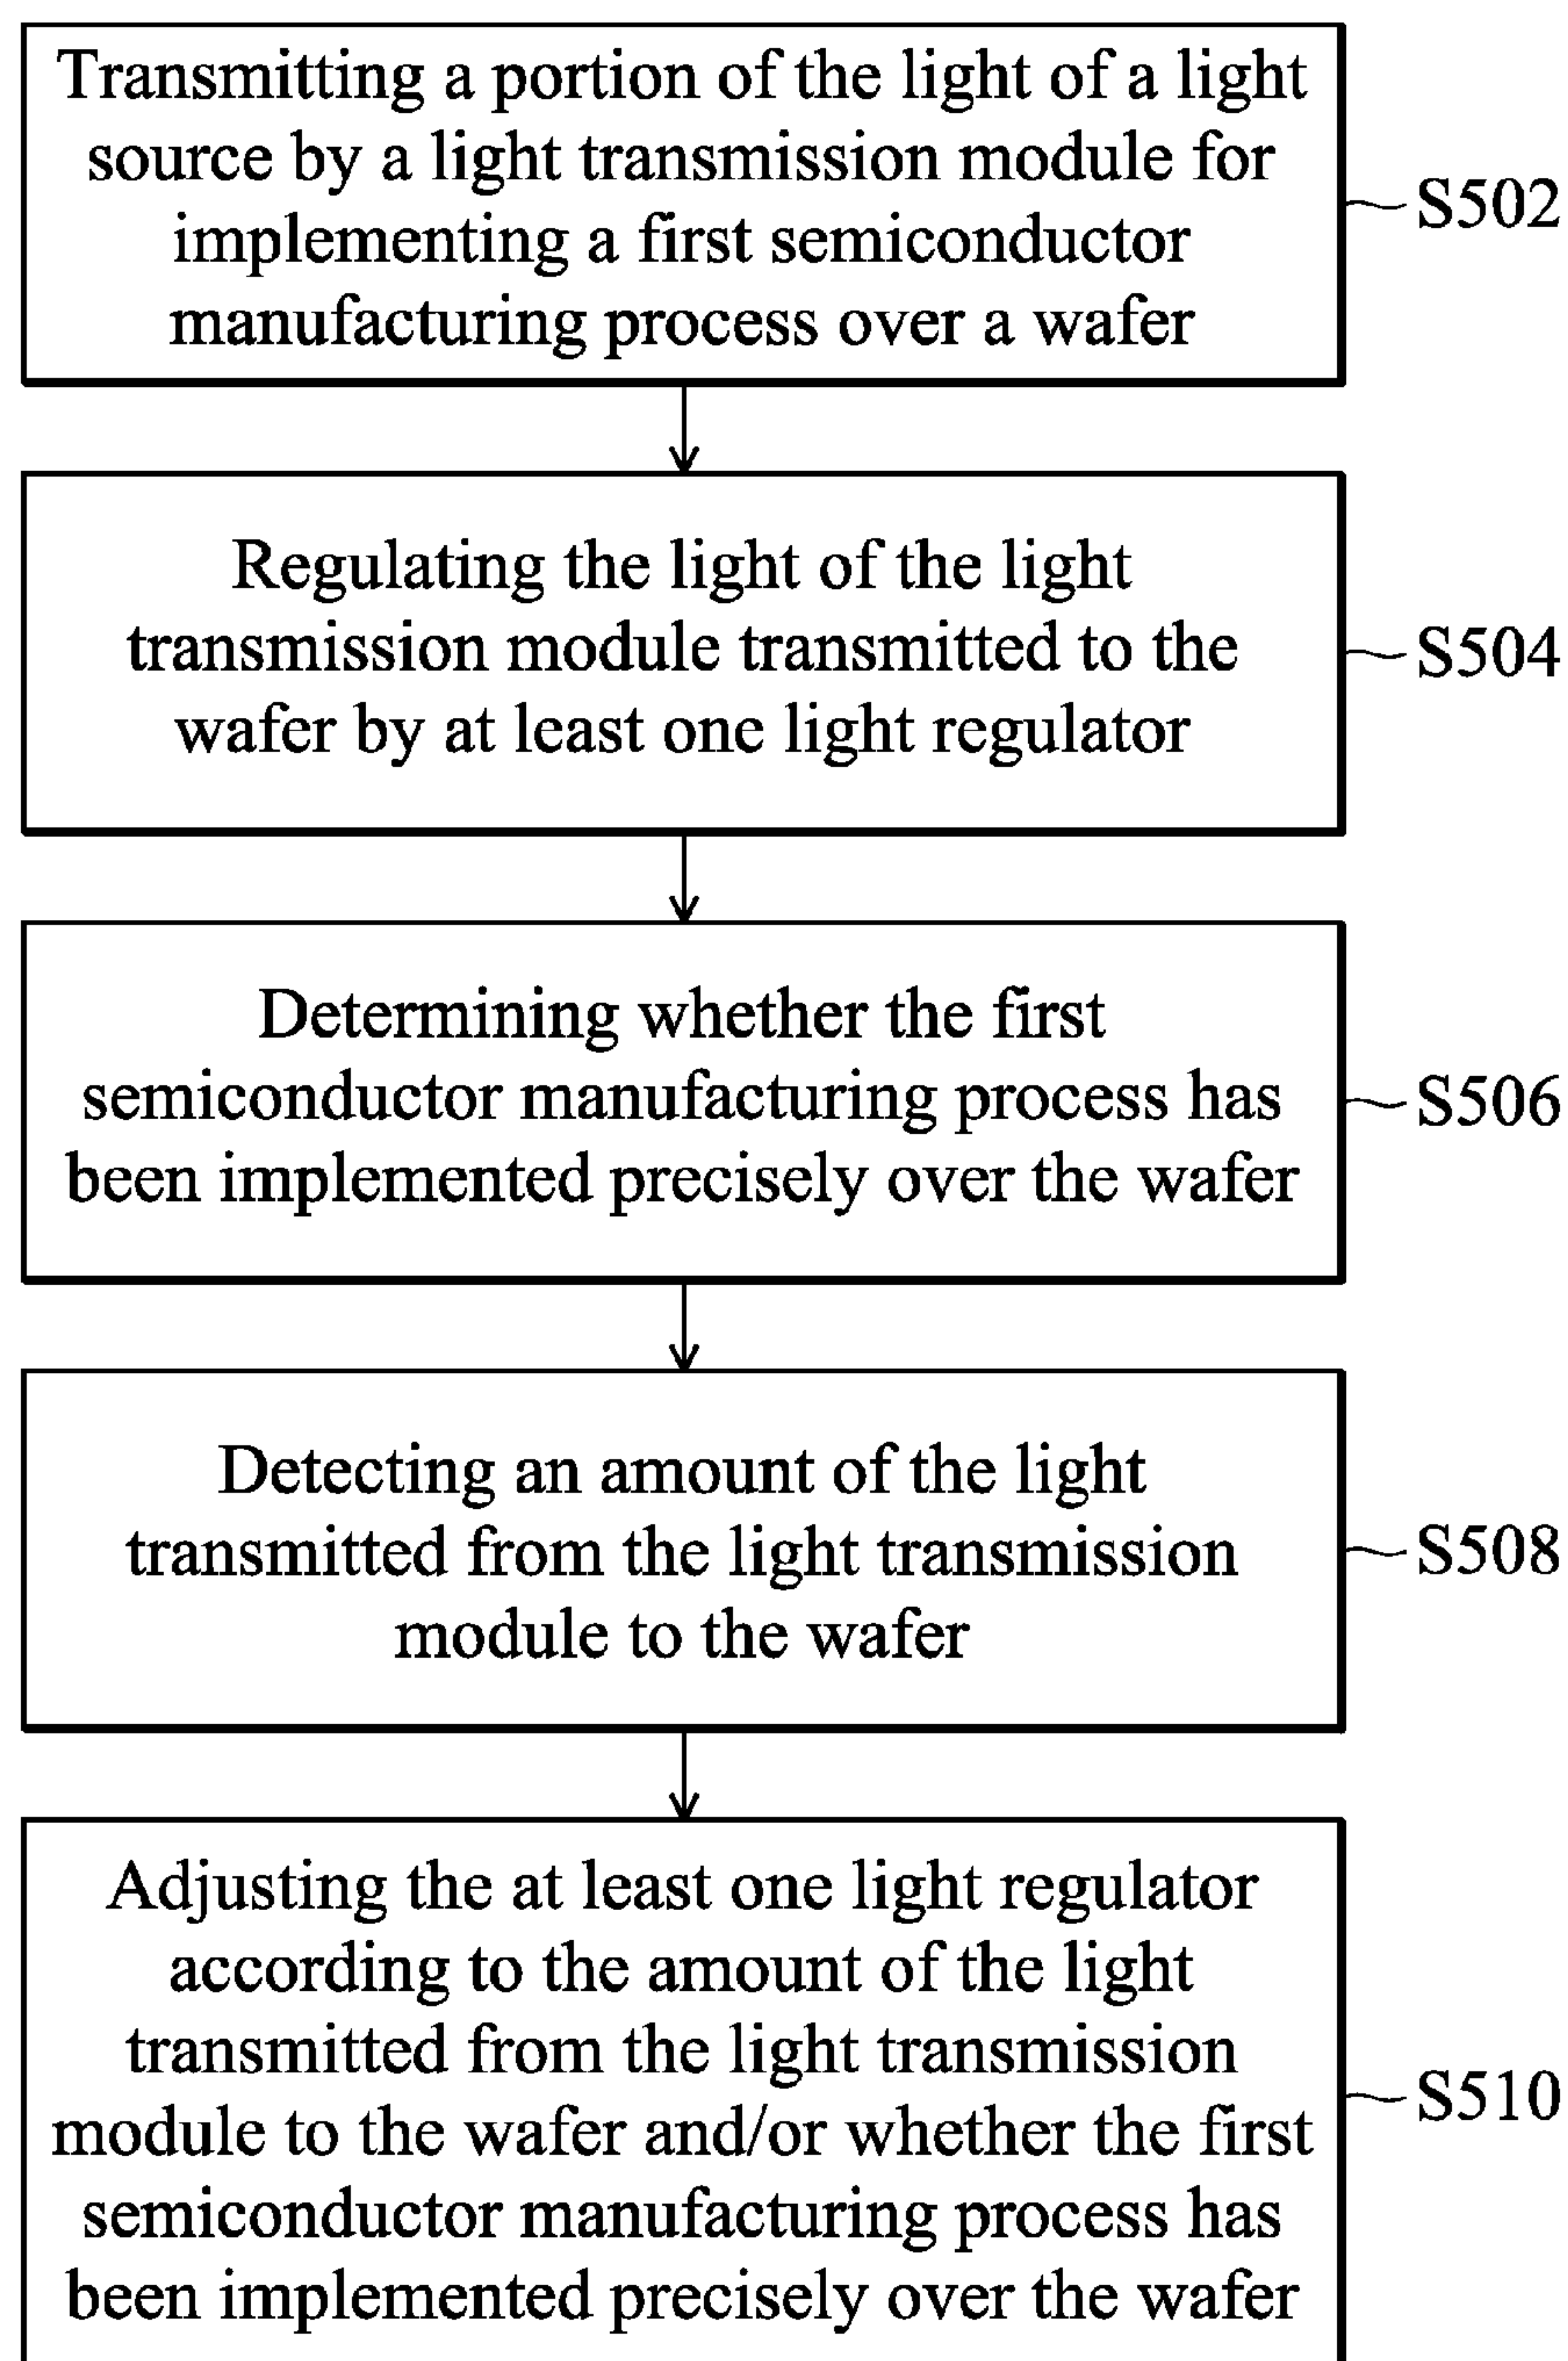 Transmitting a portion of the light of a light
source by a light transmission module for
implementing a first semiconductor
manufacturing process over a wafer
S502
Regulating the light of the light
transmission module transmitted to the
wafer by at least one light regulator
S504
Determining whether the first
semiconductor manufacturing process has
been implemented precisely over the wafer
S506
Detecting an amount of the light
transmitted from the light transmission
module to the wafer
S508
Adjusting the at least one light regulator
according to the amount of the light
transmitted from the light transmission
module to the wafer and/or whether the first
semiconductor manufacturing process has
been implemented precisely over the wafer
S510